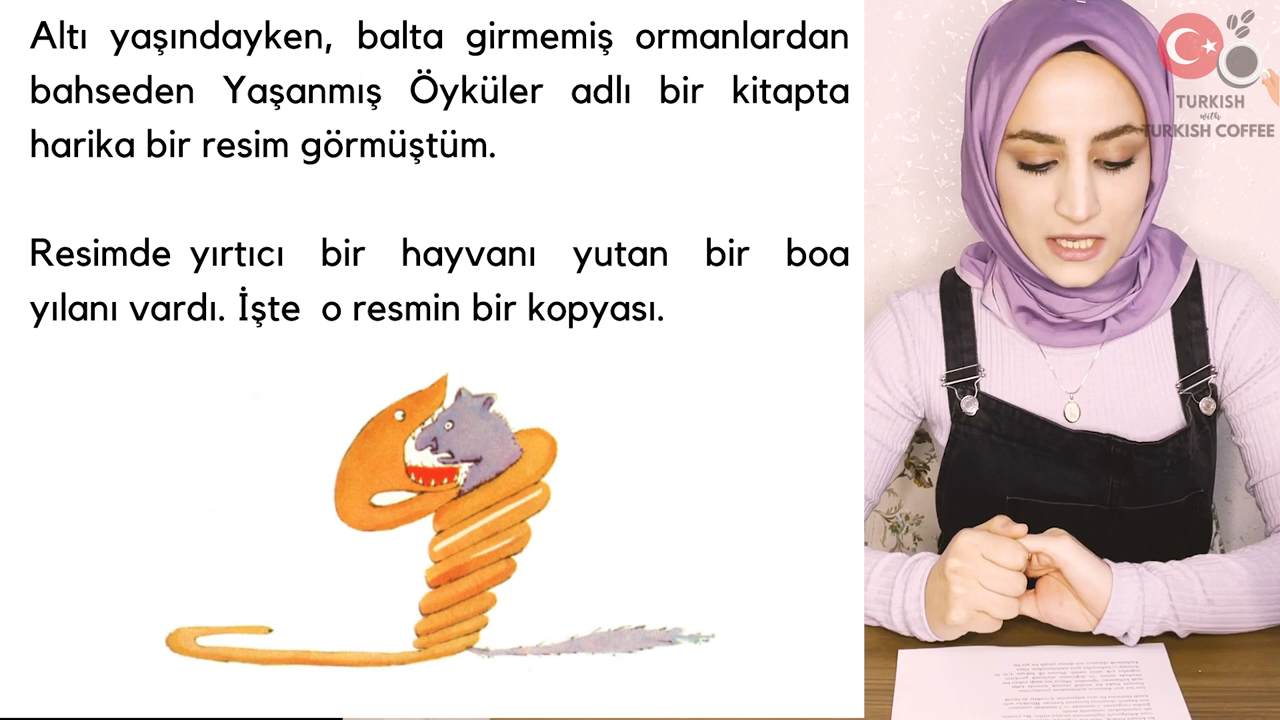 Altı yaşındayken, balta girmemiş ormanlardan
bahseden Yaşanmış Öyküler adlı bir kitapta
harika bir resim görmüştüm.
Resimde yırtıcı bir hayvanı yutan bir boa
yılanı vardı. İşte o resmin bir kopyası.
TURKISH
with
TURKISH COFFEE